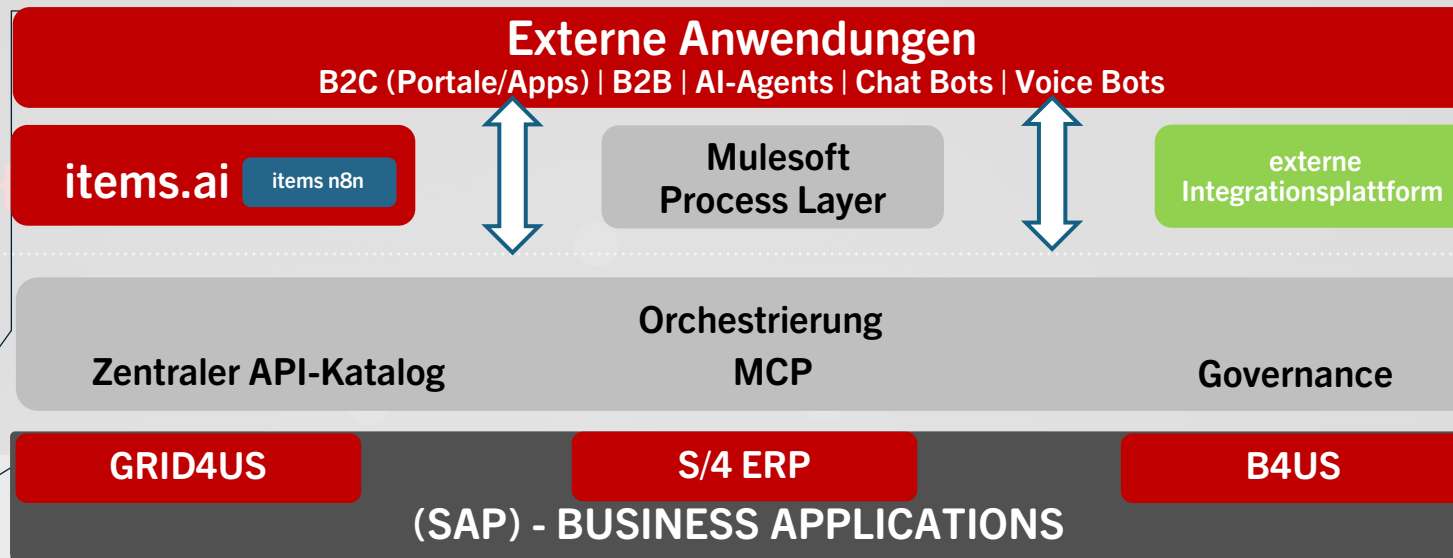 Externe Anwendungen
B2C (Portale/Apps) | B2B | AI-Agents | Chat Bots | Voice Bots
items.ai
items n8n
Mulesoft
Process Layer
externe
Integrationsplattform
Orchestrierung
Zentraler API-Katalog
MCP
Governance
GRID4US
S/4 ERP
B4US
(SAP) - BUSINESS APPLICATIONS